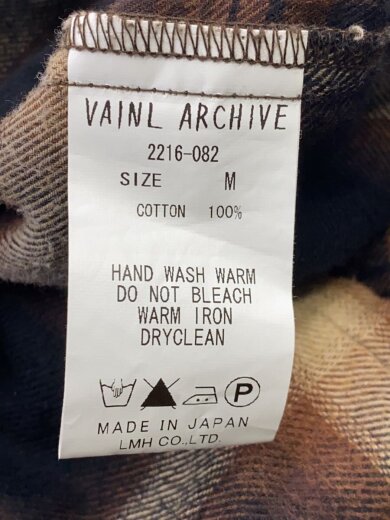 VAINL ARCHIVE
2216-082
SIZE M
COTTON 100%
HAND WASH WARM
DO NOT BLEACH
WARM IRON
DRYCLEAN
P
MADE IN JAPAN
LMH CO.,LTD.